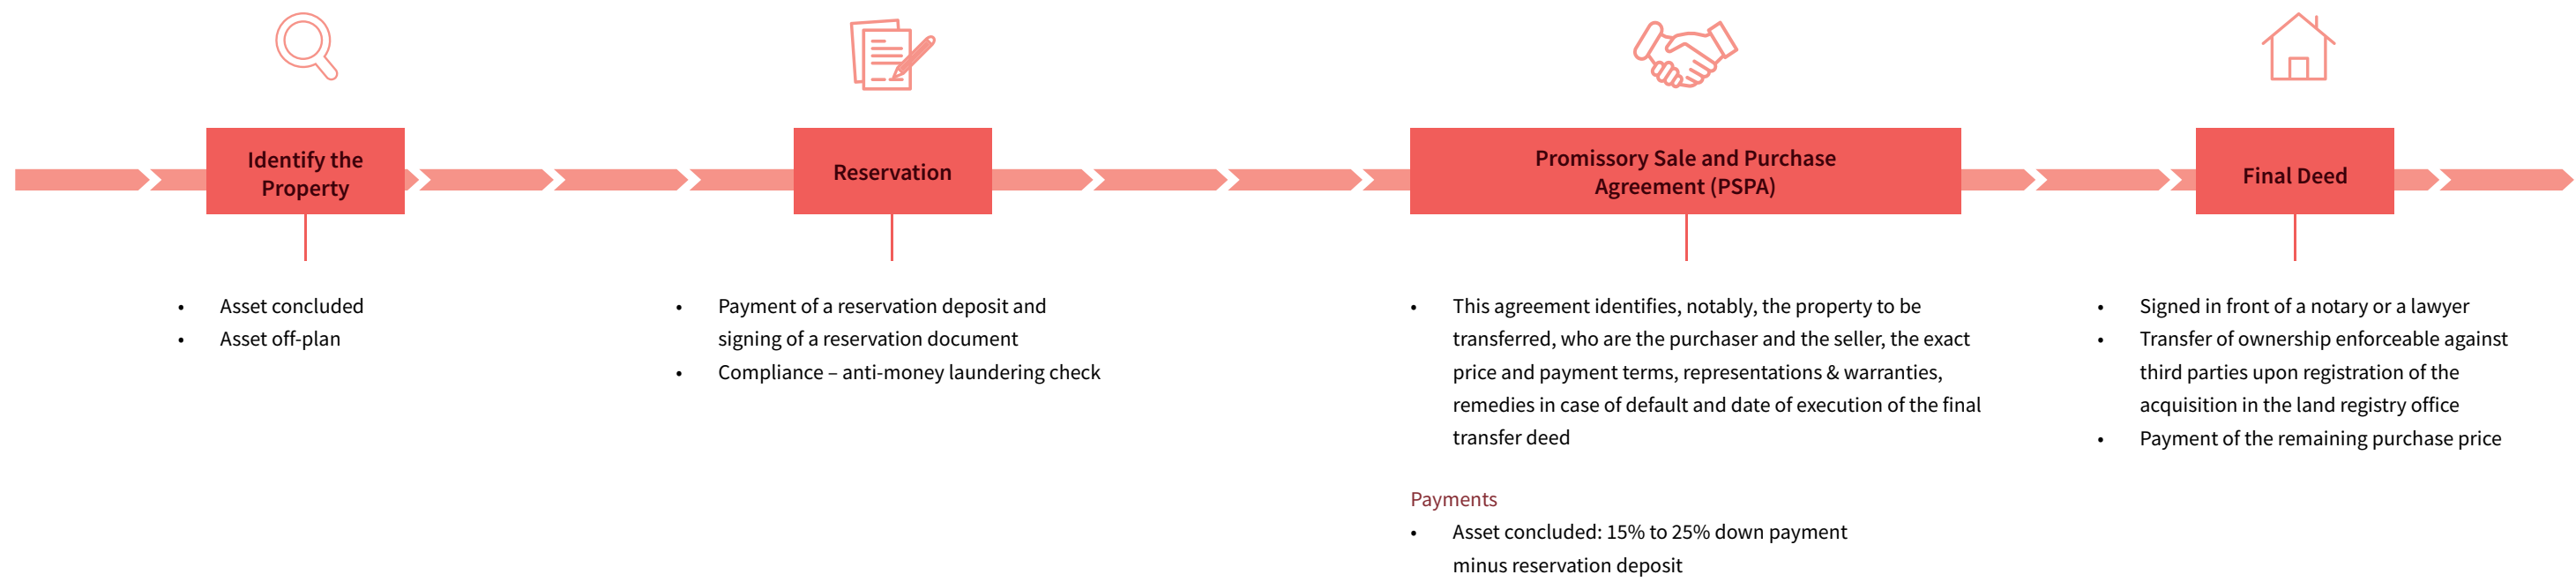 Identify the
Property
• Asset concluded
• Asset off-plan
Reservation
• Payment of a reservation deposit and
signing of a reservation document
• Compliance – anti-money laundering check
Promissory Sale and Purchase
Agreement (PSPA)
• This agreement identifies, notably, the property to be
transferred, who are the purchaser and the seller, the exact
price and payment terms, representations & warranties,
remedies in case of default and date of execution of the final
transfer deed
Payments
• Asset concluded: 15% to 25% down payment
minus reservation deposit
Final Deed
• Signed in front of a notary or a lawyer
• Transfer of ownership enforceable against
third parties upon registration of the
acquisition in the land registry office
• Payment of the remaining purchase price